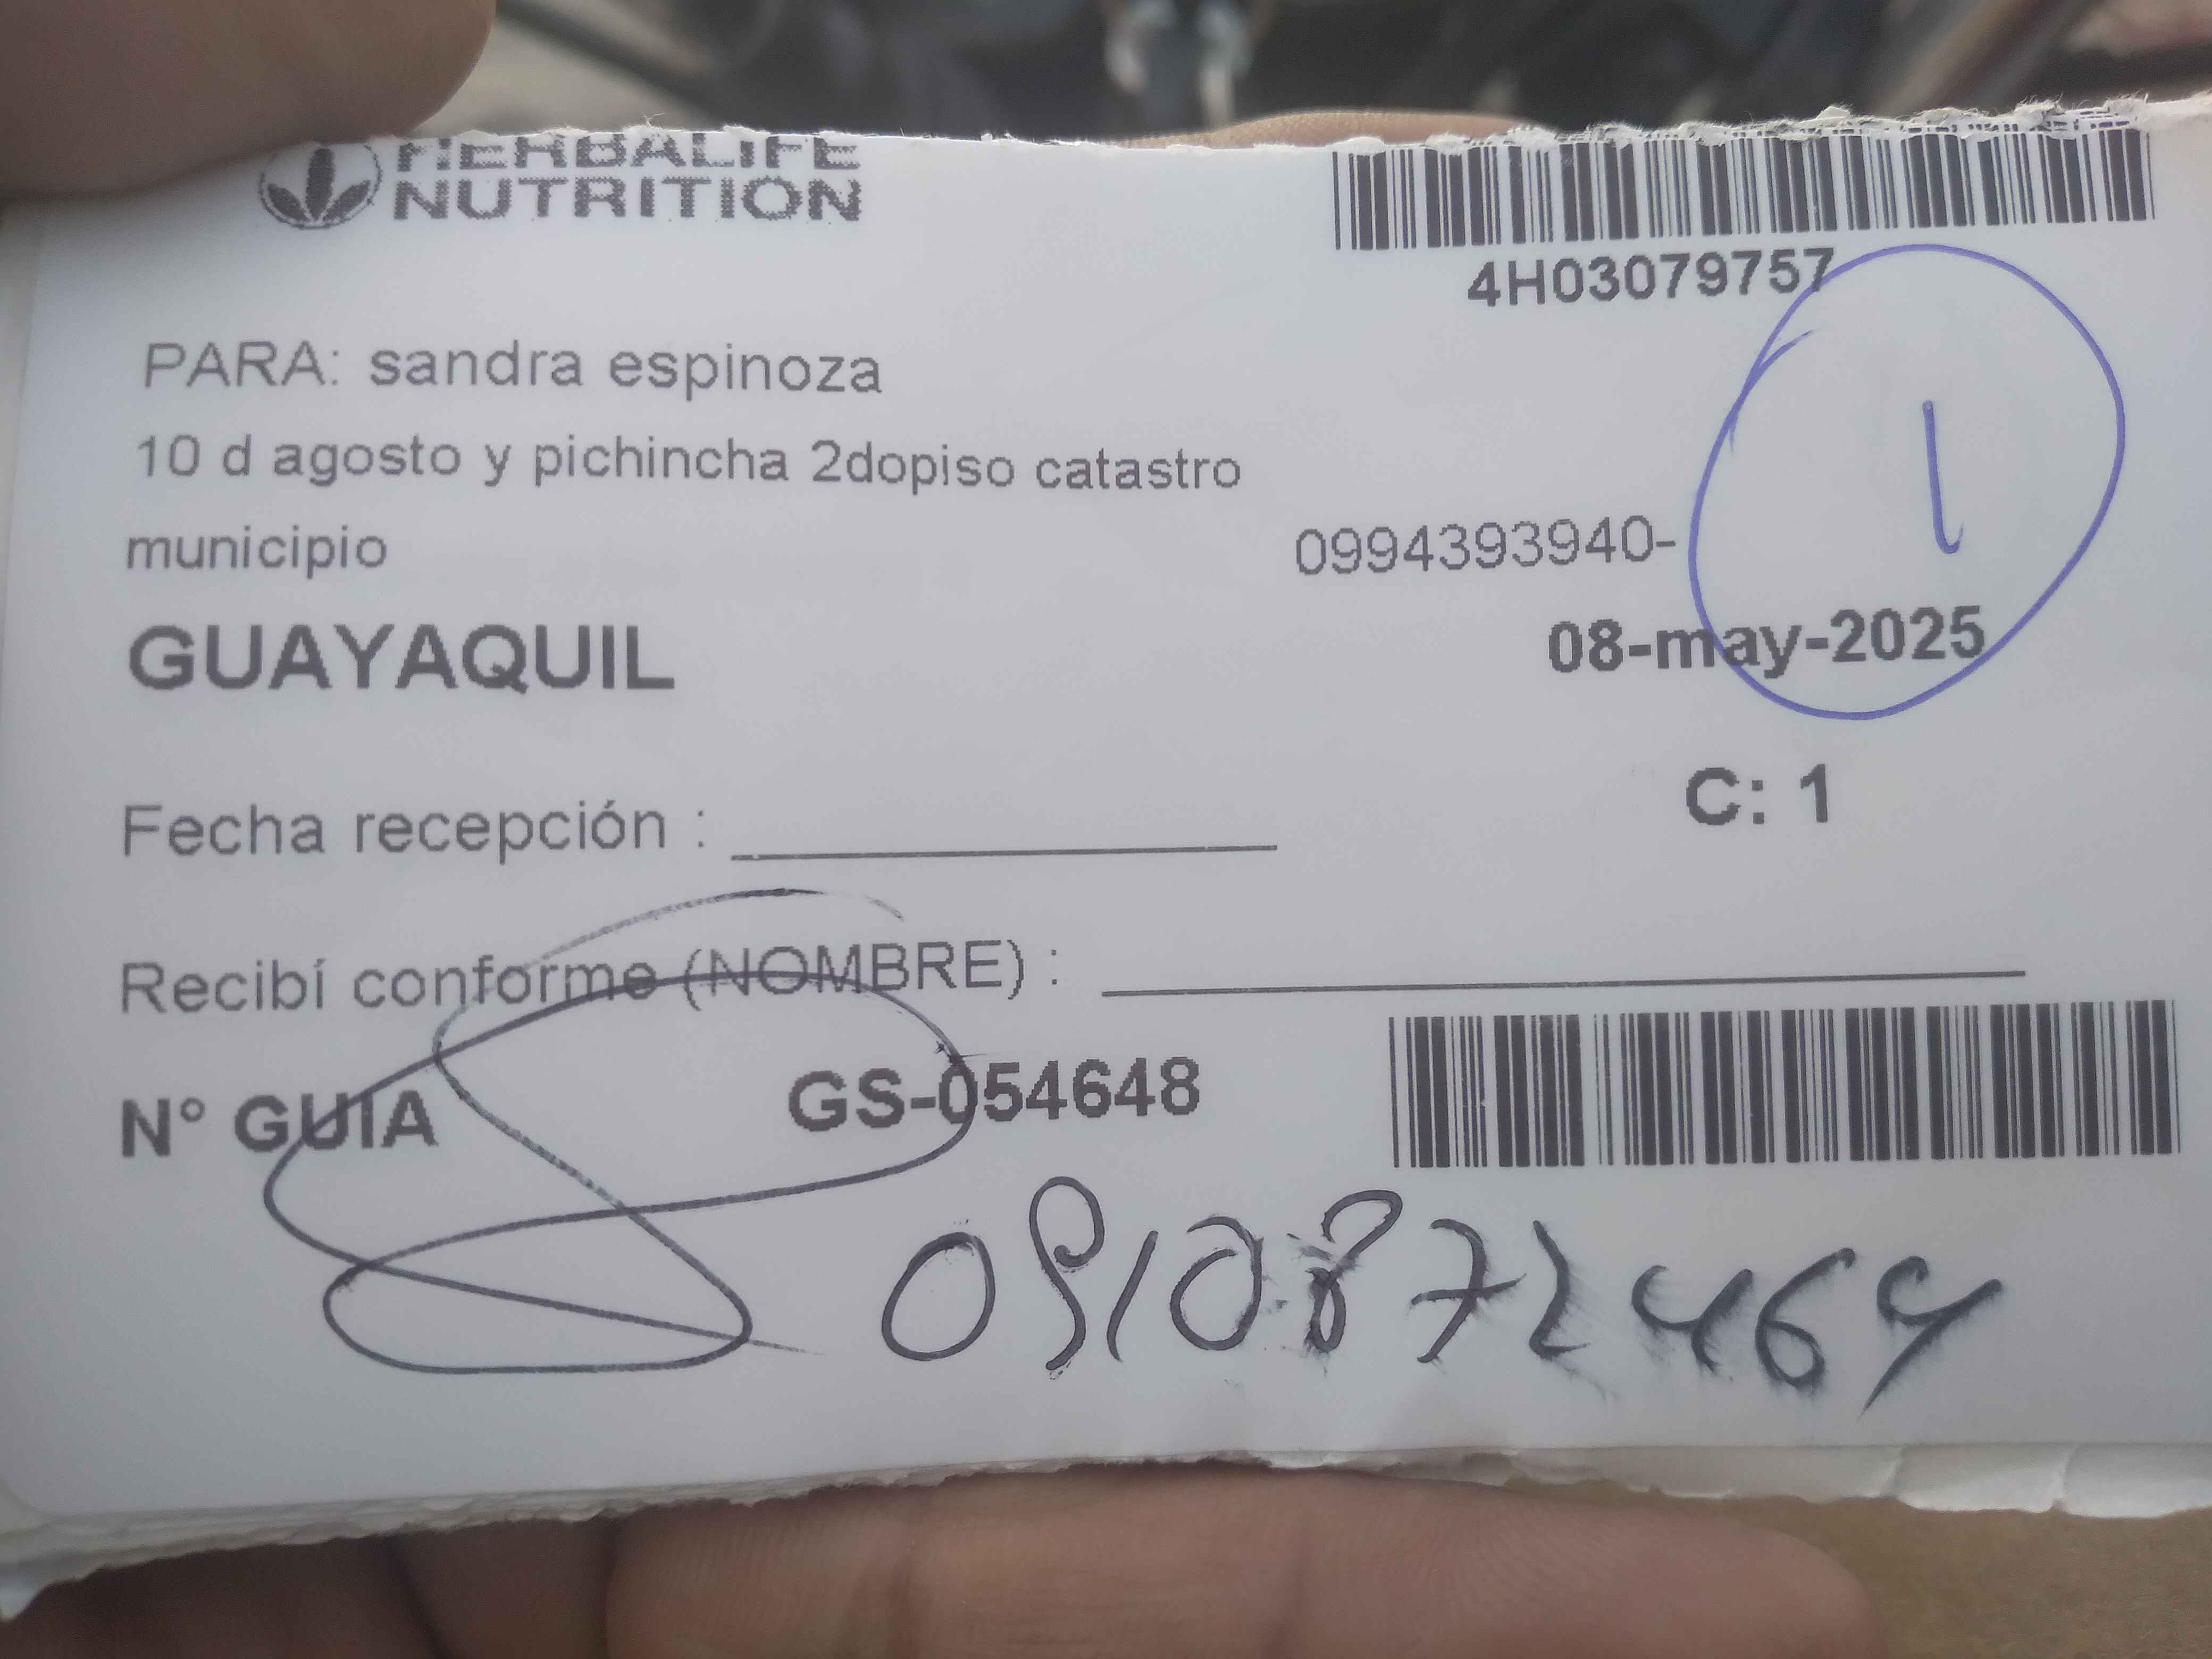 HERBALIFE
NUTRITION
4H03079757
PARA: sandra espinoza
10 d agosto y pichincha 2dopiso catastro
municipio
0994393940-
1
GUAYAQUIL
08-may-2025
C: 1
Fecha recepción :
Recibí conforme (NOMBRE) :
N° GUIA GS-054648
0910872464